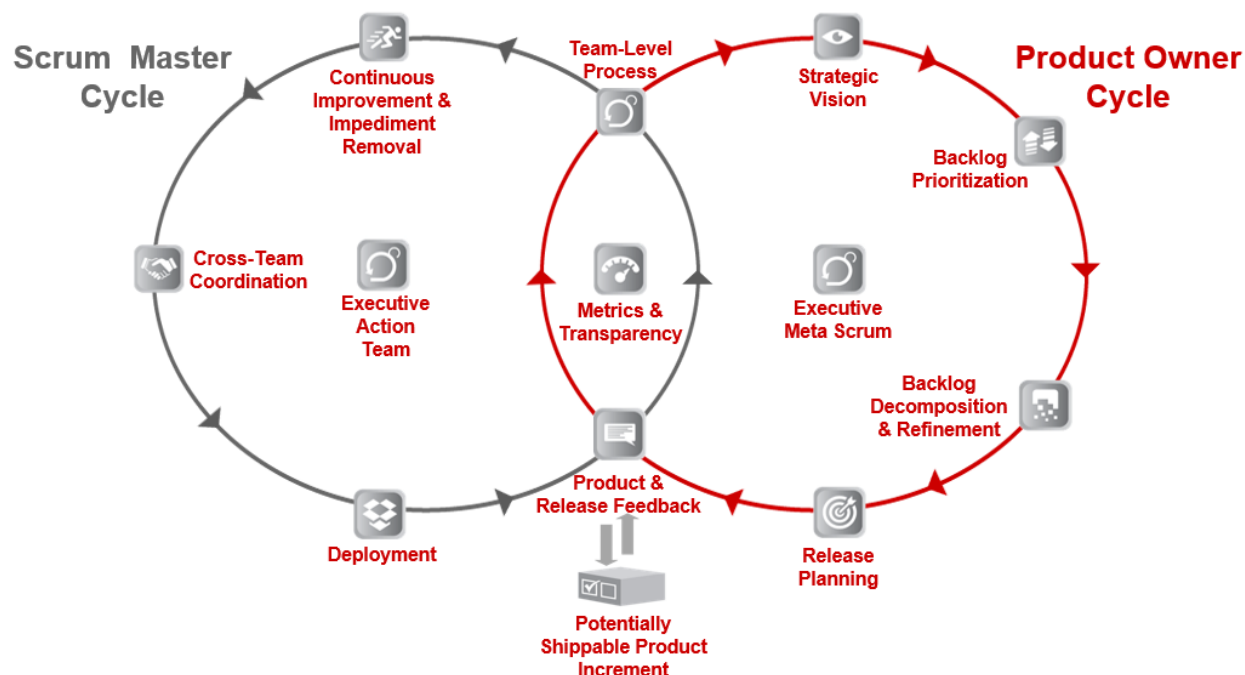 Scrum Master
Cycle
Continuous
Improvement &
Impediment
Removal
Team-Level
Process
Strategic
Vision
Product Owner
Cycle
Backlog
Prioritization
Cross-Team
Coordination
Executive
Action
Team
Metrics &
Transparency
Executive
Meta Scrum
Backlog
Decomposition
& Refinement
Deployment
Product &
Release Feedback
Release
Planning
Potentially
Shippable Product
Increment